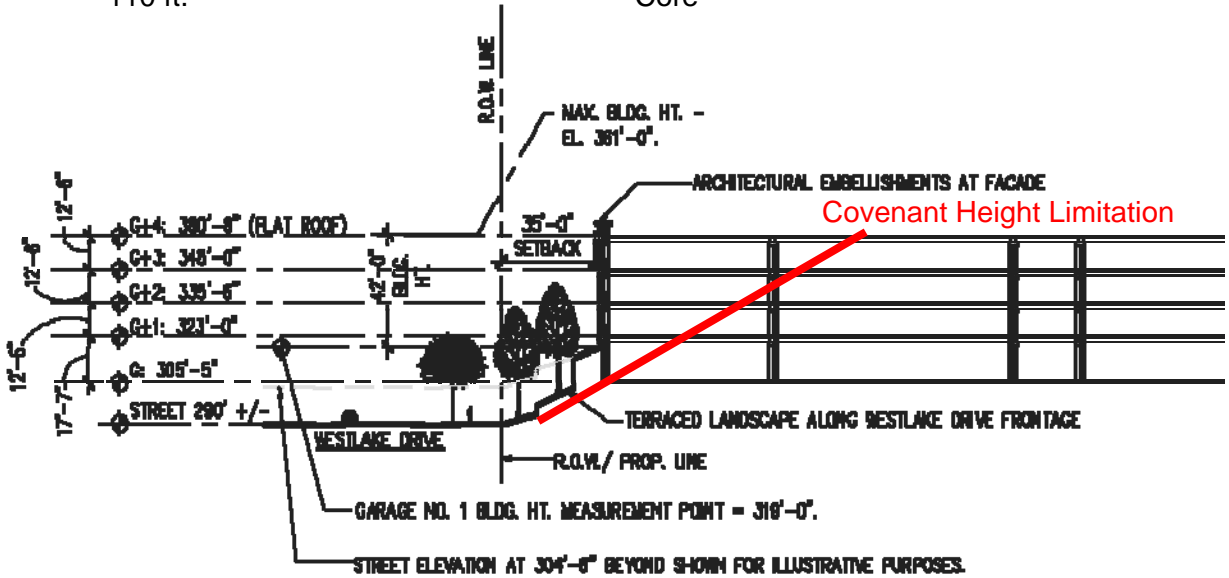 ft.
Core
R.O.W. LINE
MAX. BLDG. HT. -
EL. 361'-0".
ARCHITECTURAL EMBELLISHMENTS AT FACADE
Covenant Height Limitation
12'-6"
G+4: 360'-6" (FLAT ROOF)
35'-0"
SETBACK
12'-6"
G+3: 348'-0"
42'-0"
BLDG.
HT.
G+2: 335'-6"
12'-6"
G+1: 323'-0"
G: 305'-5"
17'-7"
STREET 290' +/-
WESTLAKE DRIVE
TERRACED LANDSCAPE ALONG WESTLAKE DRIVE FRONTAGE
R.O.W./ PROP. LINE
GARAGE NO. 1 BLDG. HT. MEASUREMENT POINT = 319'-0".
STREET ELEVATION AT 304'-6" BEYOND SHOWN FOR ILLUSTRATIVE PURPOSES.